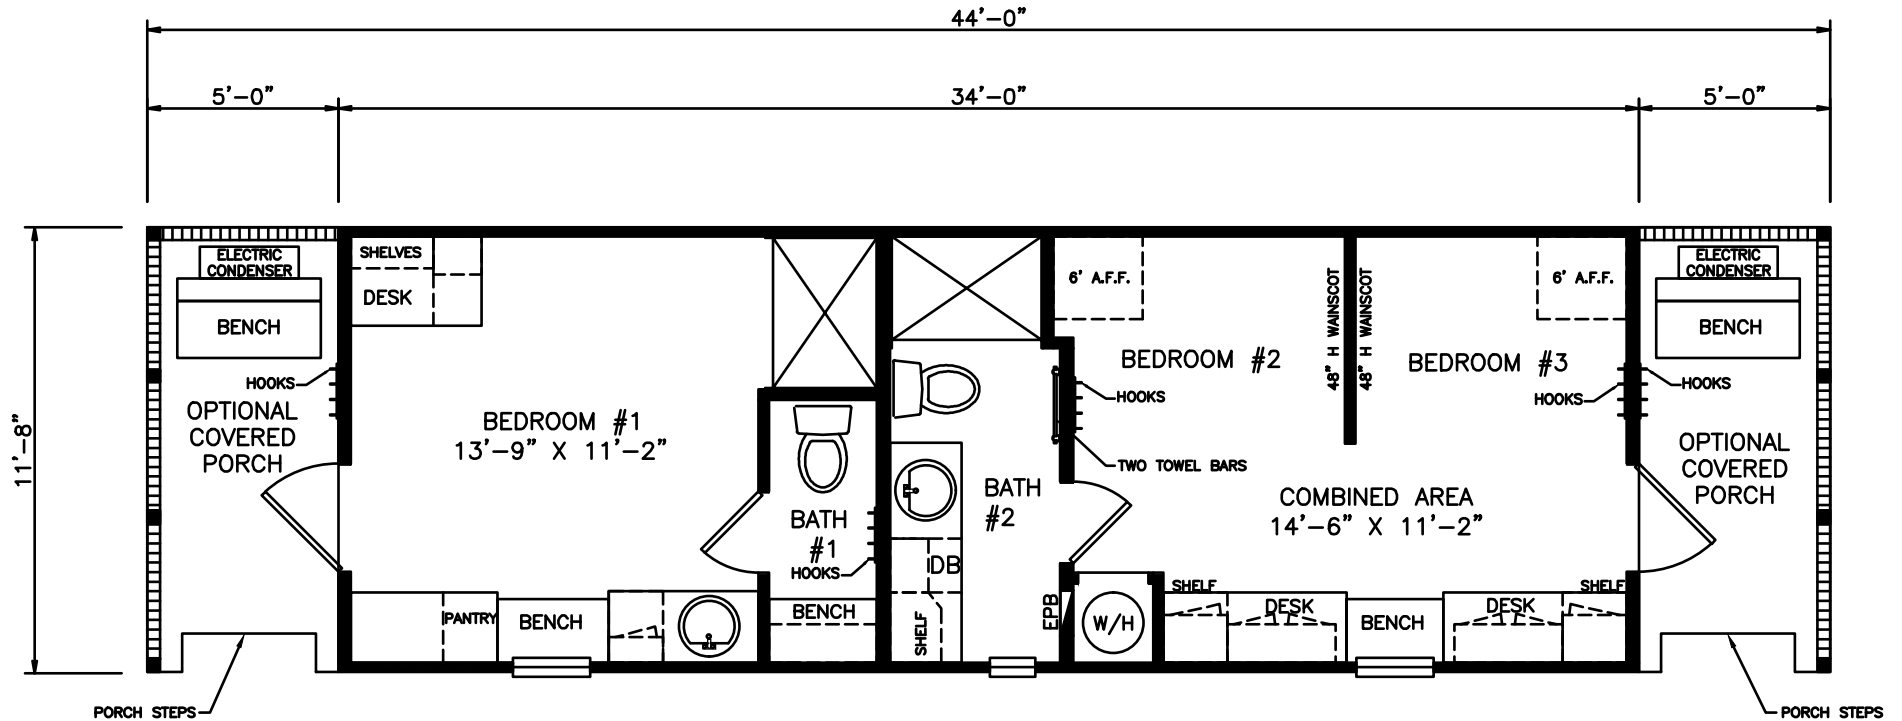 44'-0"
5'-0"
34'-0"
5'-0"
11'-8"
ELECTRIC
CONDENSER
BENCH
HOOKS
OPTIONAL
COVERED
PORCH
PORCH STEPS
SHELVES
DESK
BEDROOM #1
13'-9" X 11'-2"
PANTRY
BENCH
BATH
#1
HOOKS
BENCH
BATH
#2
DB
SHELF
EPB
W/H
6' A.F.F.
BEDROOM #2
HOOKS
TWO TOWEL BARS
48" H WAINSCOT
48" H WAINSCOT
6' A.F.F.
BEDROOM #3
HOOKS
COMBINED AREA
14'-6" X 11'-2"
SHELF
DESK
BENCH
DESK
SHELF
ELECTRIC
CONDENSER
BENCH
HOOKS
OPTIONAL
COVERED
PORCH
PORCH STEPS